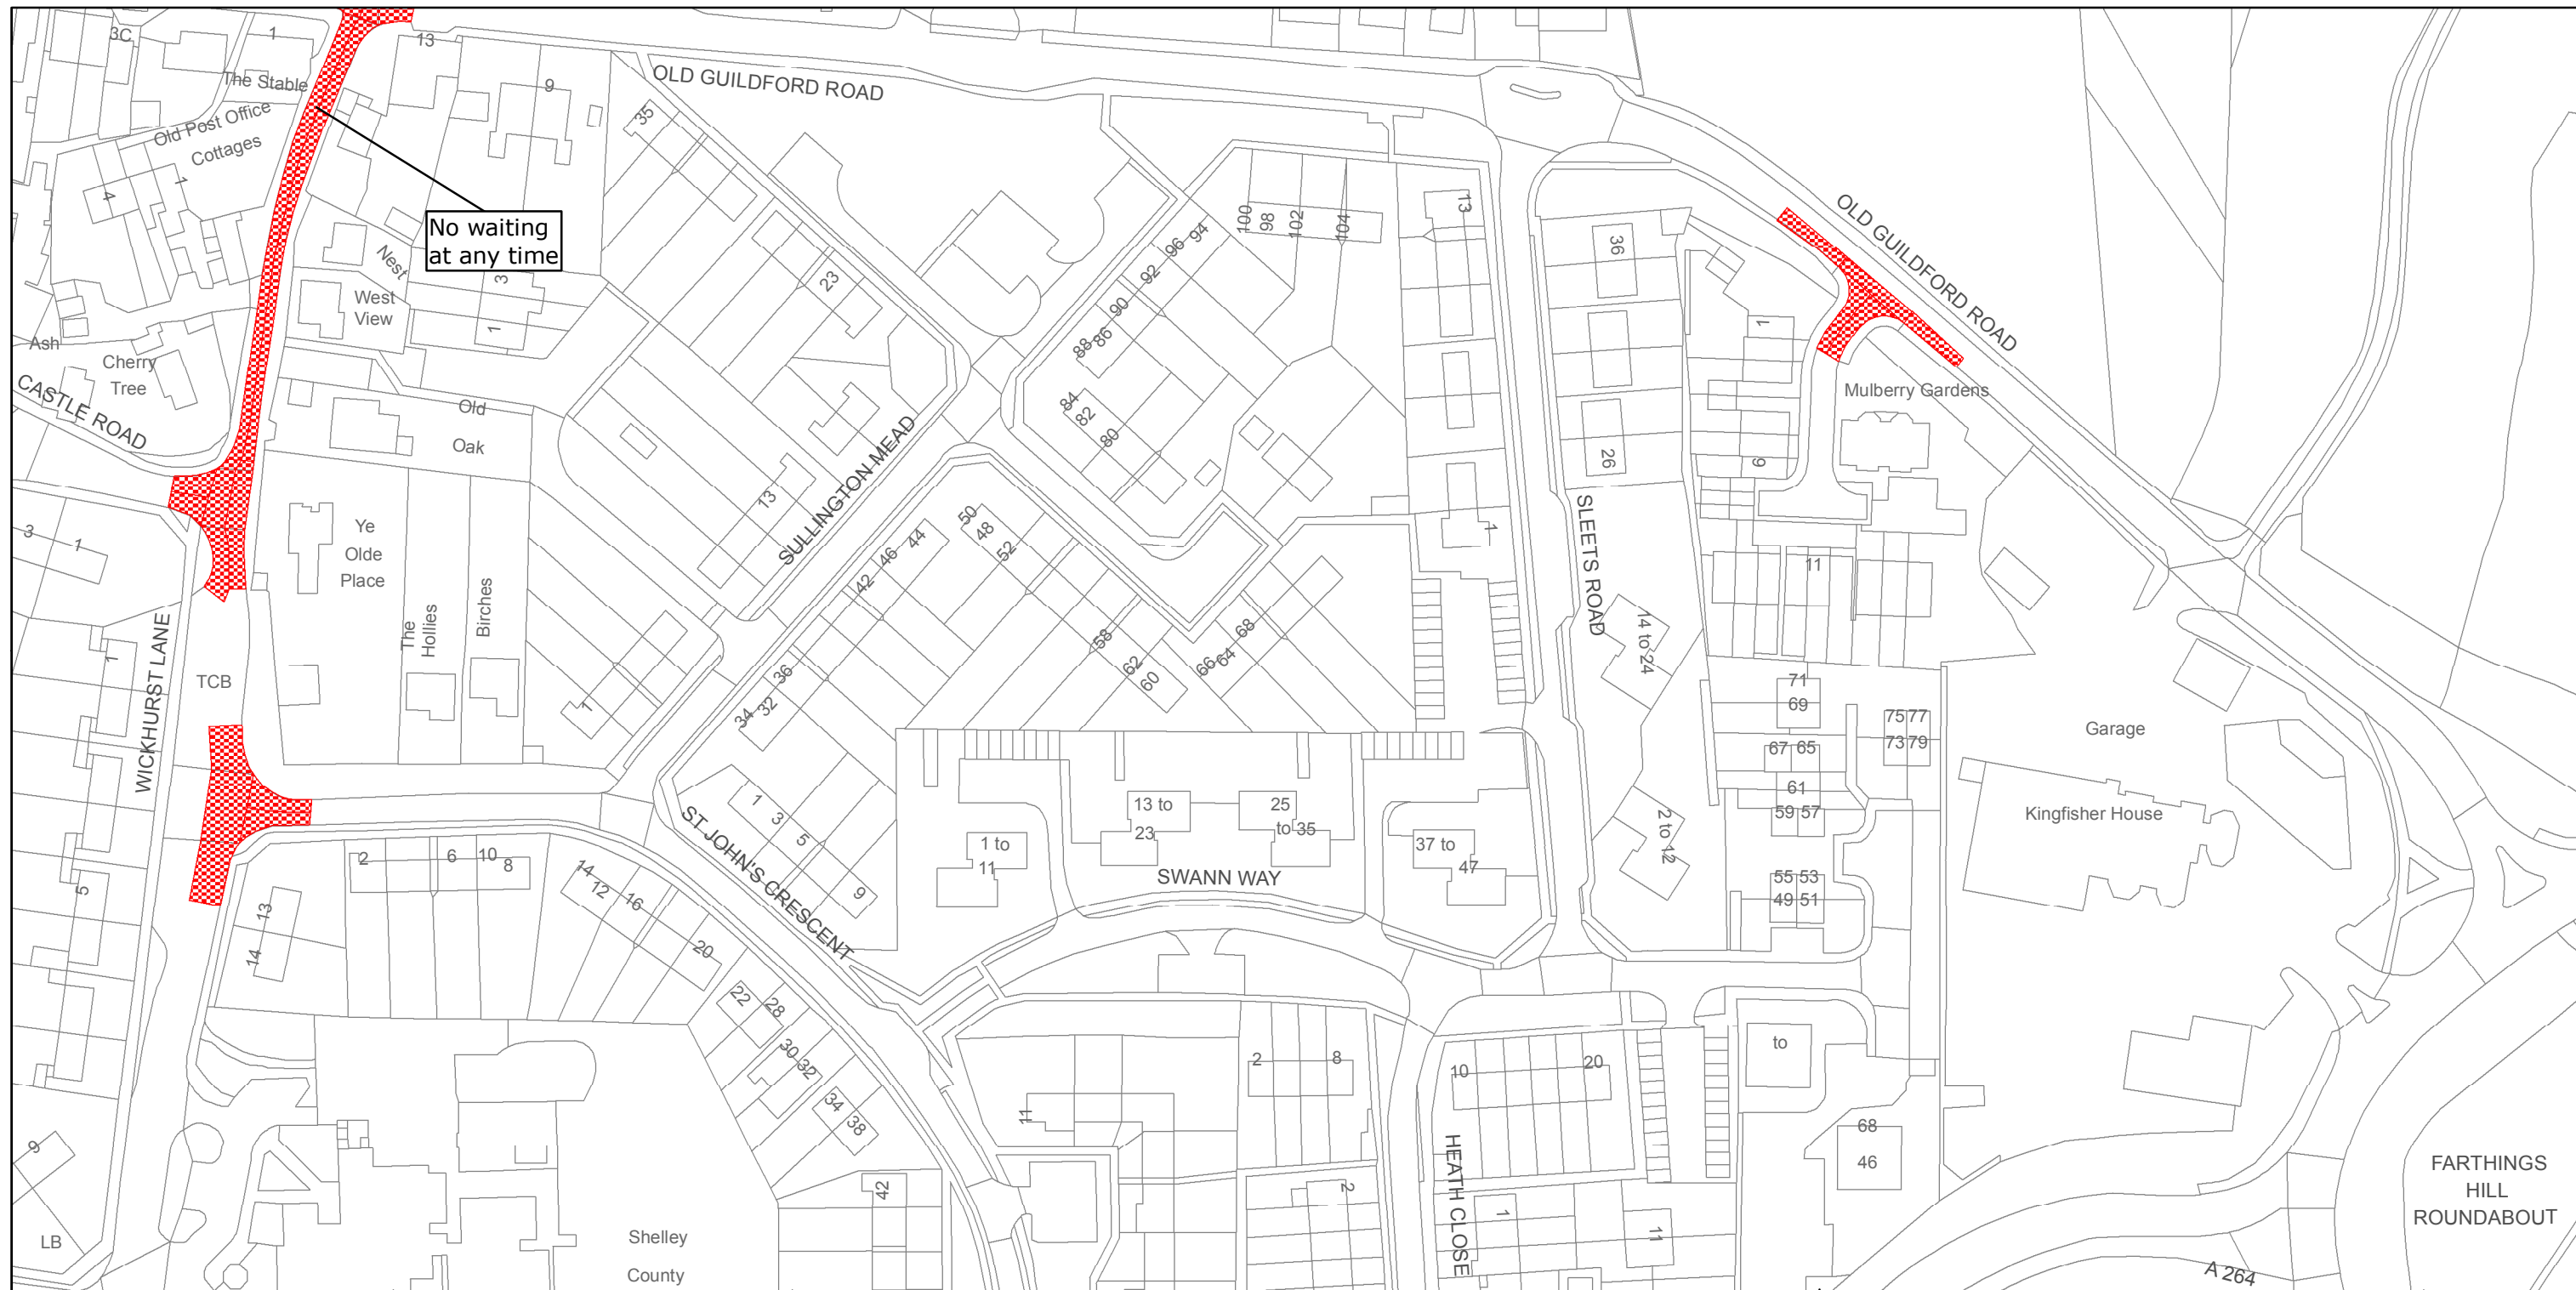 3C
1
13
The Stable
Old Post Office
Cottages
4
1
9
35
OLD GUILDFORD ROAD
No waiting
at any time
Nest
West
View
3
1
Ash
Cherry
Tree
CASTLE ROAD
Old
Oak
23
13
SULLINGTON MEAD
100
98
102
104
94
96
92
90
86
88
84
82
80
13
36
26
OLD GUILDFORD ROAD
1
9
Mulberry Gardens
3
1
Ye
Olde
Place
The
Hollies
Birches
50
48
52
44
46
42
36
34
32
58
62
60
66
64
68
1
SLEETS ROAD
11
14 to 24
WICKHURST LANE
1
TCB
1
71
69
67
65
61
59
57
75
77
73
79
55
53
49
51
Garage
Kingfisher House
2 to 12
1
3
5
9
ST JOHN'S CRESCENT
13 to
23
25
to 35
1 to
11
37 to
47
SWANN WAY
2
6
10
8
14
12
16
20
5
13
14
22
28
30
32
34
38
42
11
2
8
2
10
20
1
11
HEATH CLOSE
to
68
46
9
LB
Shelley
County
FARTHINGS
HILL
ROUNDABOUT
A 264